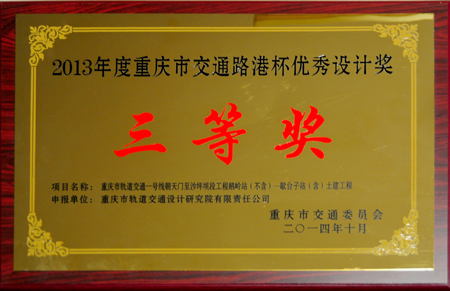 2013年度重庆市交通路港杯优秀设计奖
三等奖
项目名称：重庆市轨道交通一号线朝天门至沙坪坝段工程鹅岭站（不含）--歇台子站（含）土建工程
申报单位：重庆市轨道交通设计研究院有限责任公司
重庆市交通委员会
二〇一四年十月